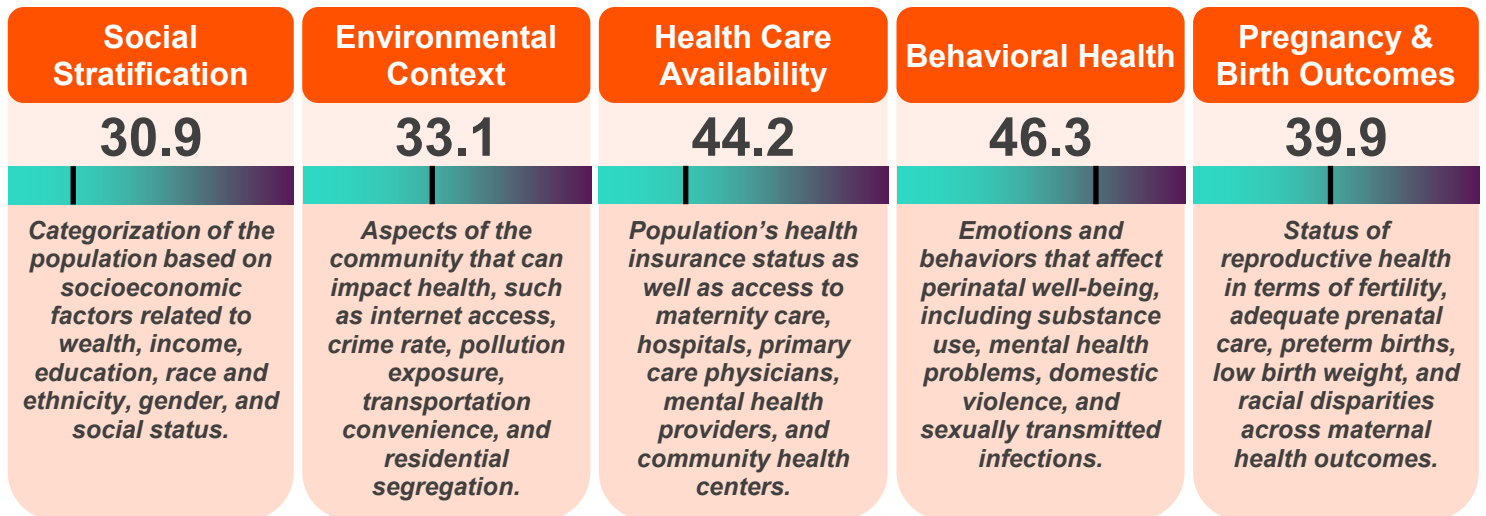 Social
Stratification
30.9
Categorization of the
population based on
socioeconomic
factors related to
wealth, income,
education, race and
ethnicity, gender, and
social status.
Environmental
Context
33.1
Aspects of the
community that can
impact health, such
as internet access,
crime rate, pollution
exposure,
transportation
convenience, and
residential
segregation.
Health Care
Availability
44.2
Population’s health
insurance status as
well as access to
maternity care,
hospitals, primary
care physicians,
mental health
providers, and
community health
centers.
Behavioral Health
46.3
Emotions and
behaviors that affect
perinatal well-being,
including substance
use, mental health
problems, domestic
violence, and
sexually transmitted
infections.
Pregnancy &
Birth Outcomes
39.9
Status of
reproductive health
in terms of fertility,
adequate prenatal
care, preterm births,
low birth weight, and
racial disparities
across maternal
health outcomes.